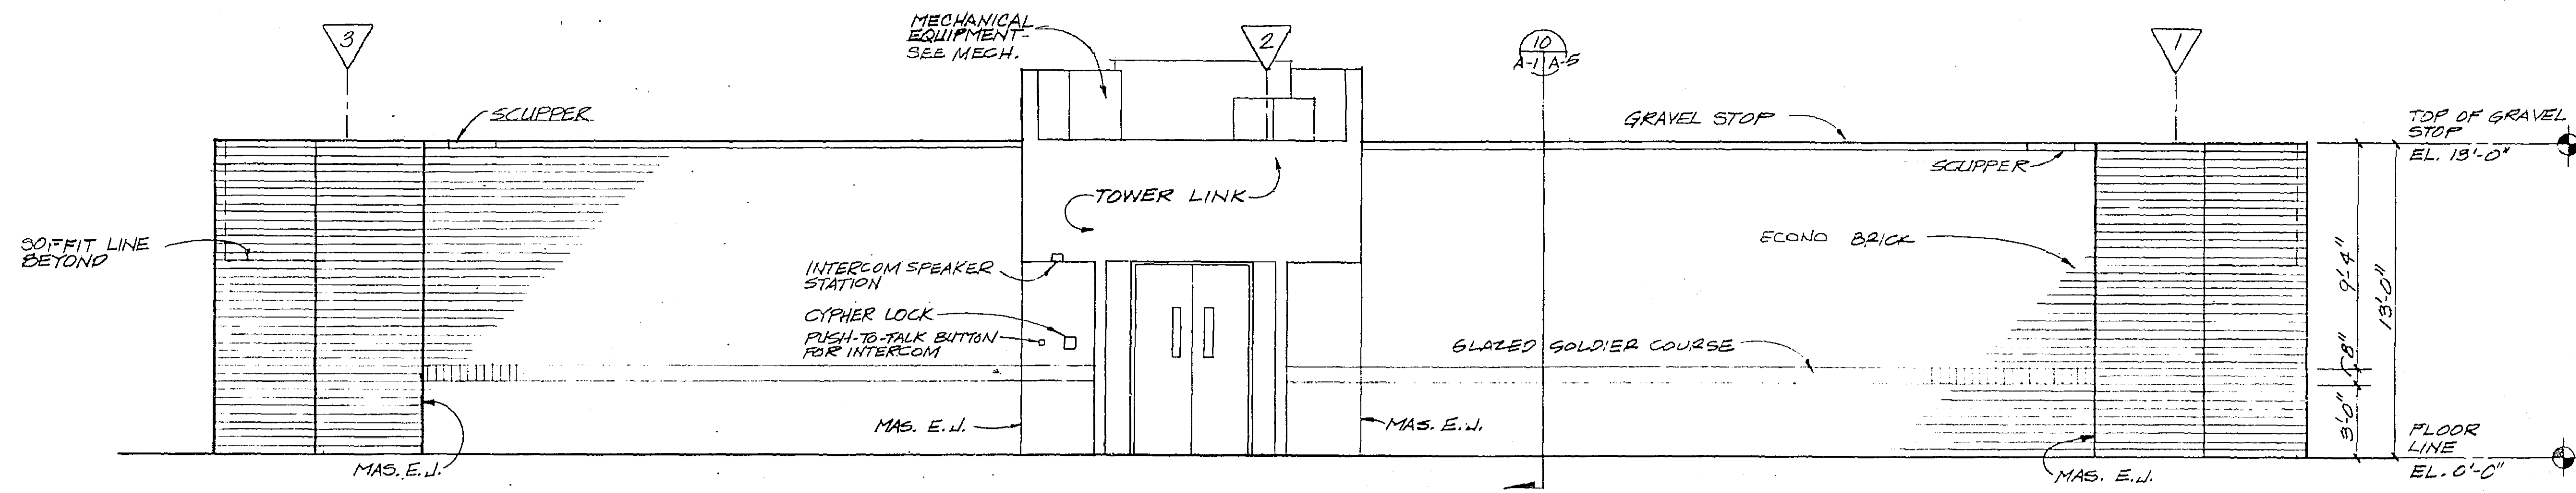 3
MECHANICAL
EQUIPMENT-
SEE MECH.
2
10
A-1 A-5
1
SCUPPER
GRAVEL STOP
TOP OF GRAVEL
STOP
EL. 13'-0"
SCUPPER
TOWER LINK
SOFFIT LINE
BEYOND
ECONO BRICK
INTERCOM SPEAKER
STATION
CYPHER LOCK
PUSH-TO-TALK BUTTON
FOR INTERCOM
GLAZED SOLDIER COURSE
9'-4"
13'-0"
8"
3'-0"
MAS. E.J.
MAS. E.J.
FLOOR
LINE
EL. 0'-0"
MAS. E.J.
MAS. E.J.